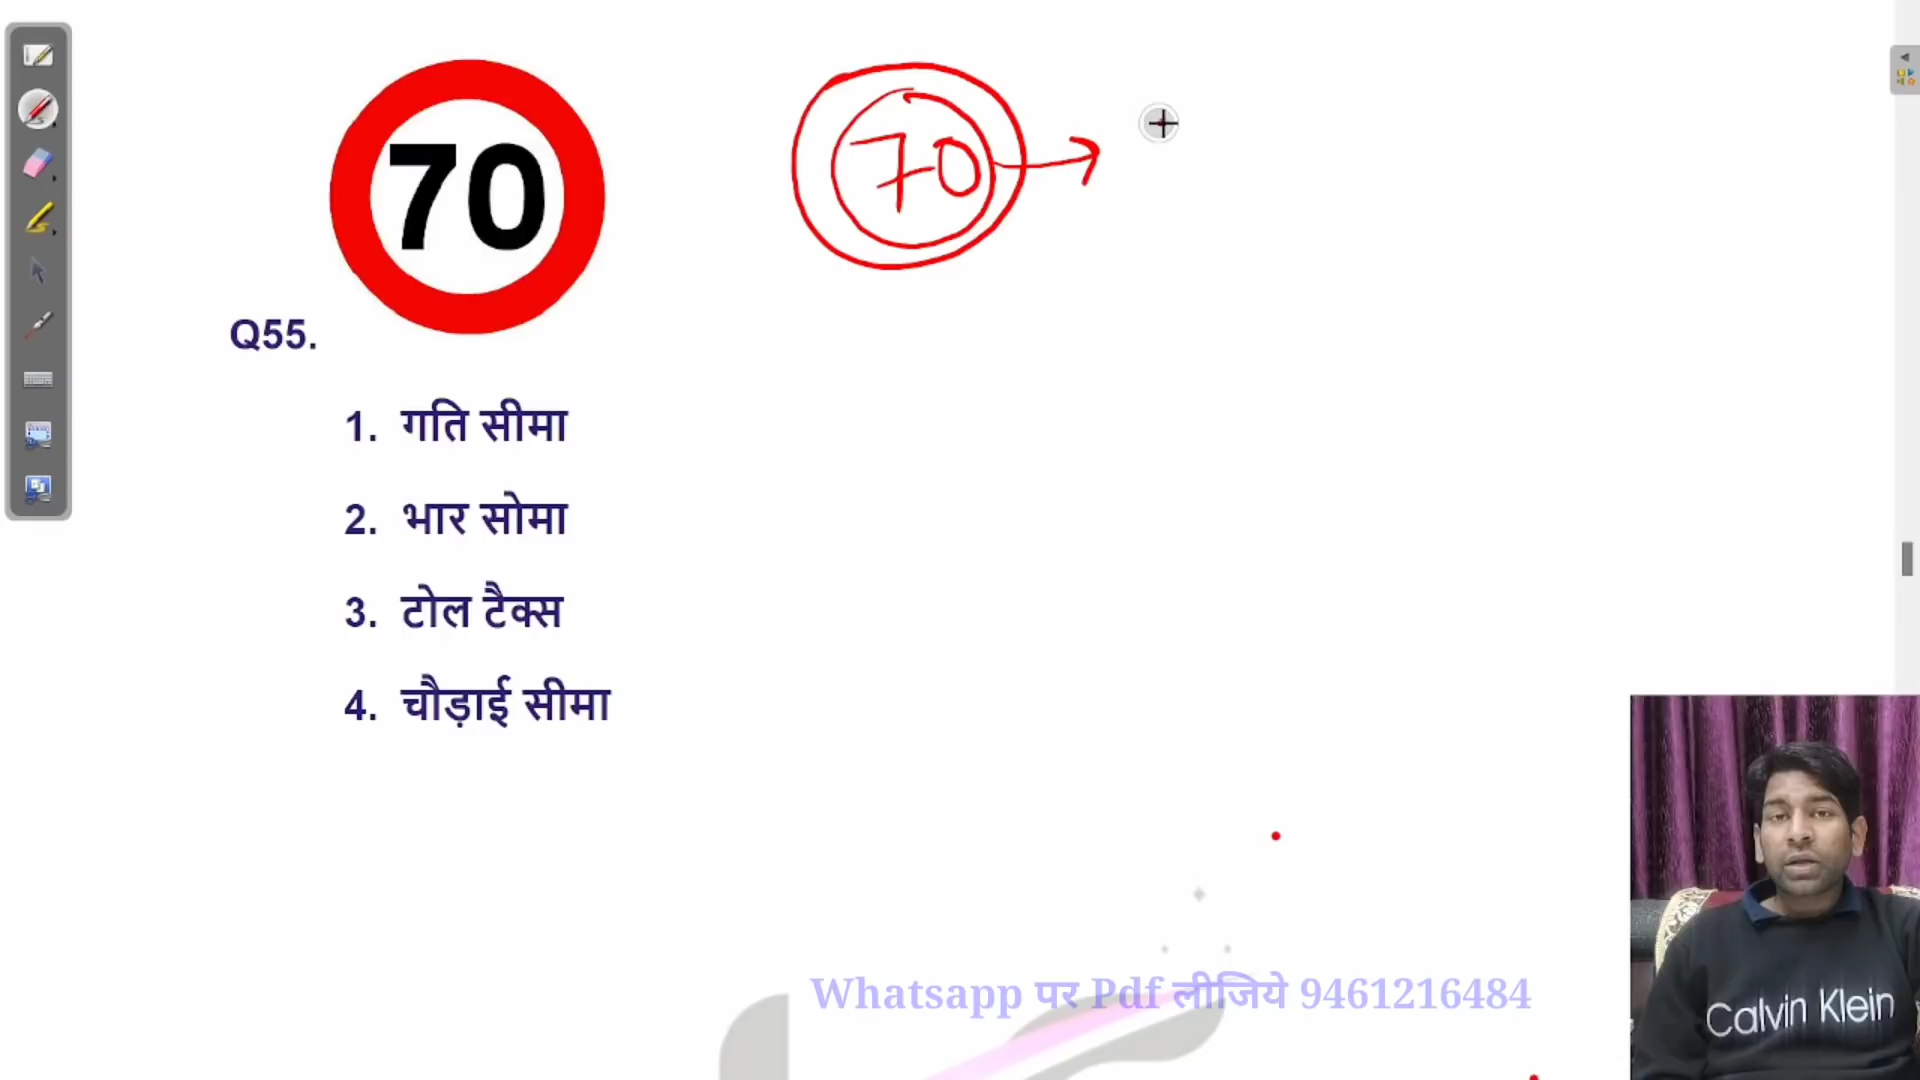 70
70
Q55.
1. गति सीमा
2. भार सोमा
3. टोल टैक्स
4. चौड़ाई सीमा
Whatsapp पर Pdf लीजिये 9461216484
Calvin Klein